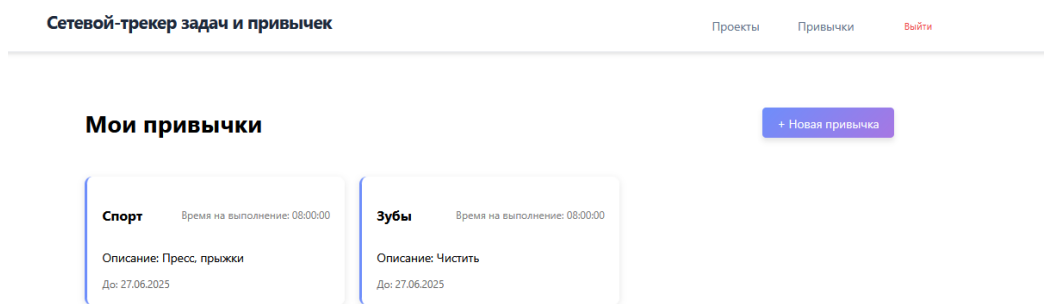 Сетевой-трекер задач и привычек
Проекты Привычки Выйти
Мои привычки
+ Новая привычка
Спорт Время на выполнение: 08:00:00
Описание: Пресс, прыжки
До: 27.06.2025
Зубы Время на выполнение: 08:00:00
Описание: Чистить
До: 27.06.2025